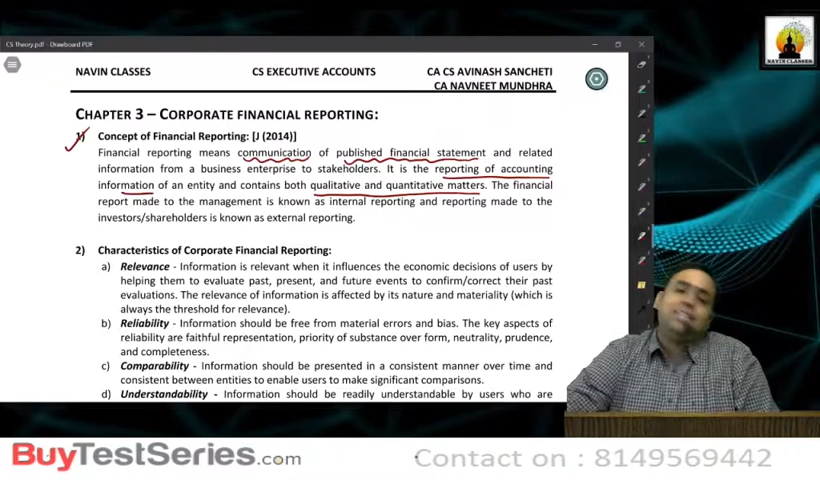 CS Theory.pdf - Drawboard PDF
NAVIN CLASSES
NAVIN CLASSES CS EXECUTIVE ACCOUNTS CA CS AVINASH SANCHETI
CA NAVNEET MUNDHRA
CHAPTER 3 – CORPORATE FINANCIAL REPORTING:
1) Concept of Financial Reporting: [J (2014)]
Financial reporting means communication of published financial statement and related
information from a business enterprise to stakeholders. It is the reporting of accounting
information of an entity and contains both qualitative and quantitative matters. The financial
report made to the management is known as internal reporting and reporting made to the
investors/shareholders is known as external reporting.
2) Characteristics of Corporate Financial Reporting:
a) Relevance - Information is relevant when it influences the economic decisions of users by
helping them to evaluate past, present, and future events to confirm/correct their past
evaluations. The relevance of information is affected by its nature and materiality (which is
always the threshold for relevance).
b) Reliability - Information should be free from material errors and bias. The key aspects of
reliability are faithful representation, priority of substance over form, neutrality, prudence,
and completeness.
c) Comparability - Information should be presented in a consistent manner over time and
consistent between entities to enable users to make significant comparisons.
d) Understandability - Information should be readily understandable by users who are
BuyTestSeries.com Contact on : 8149569442